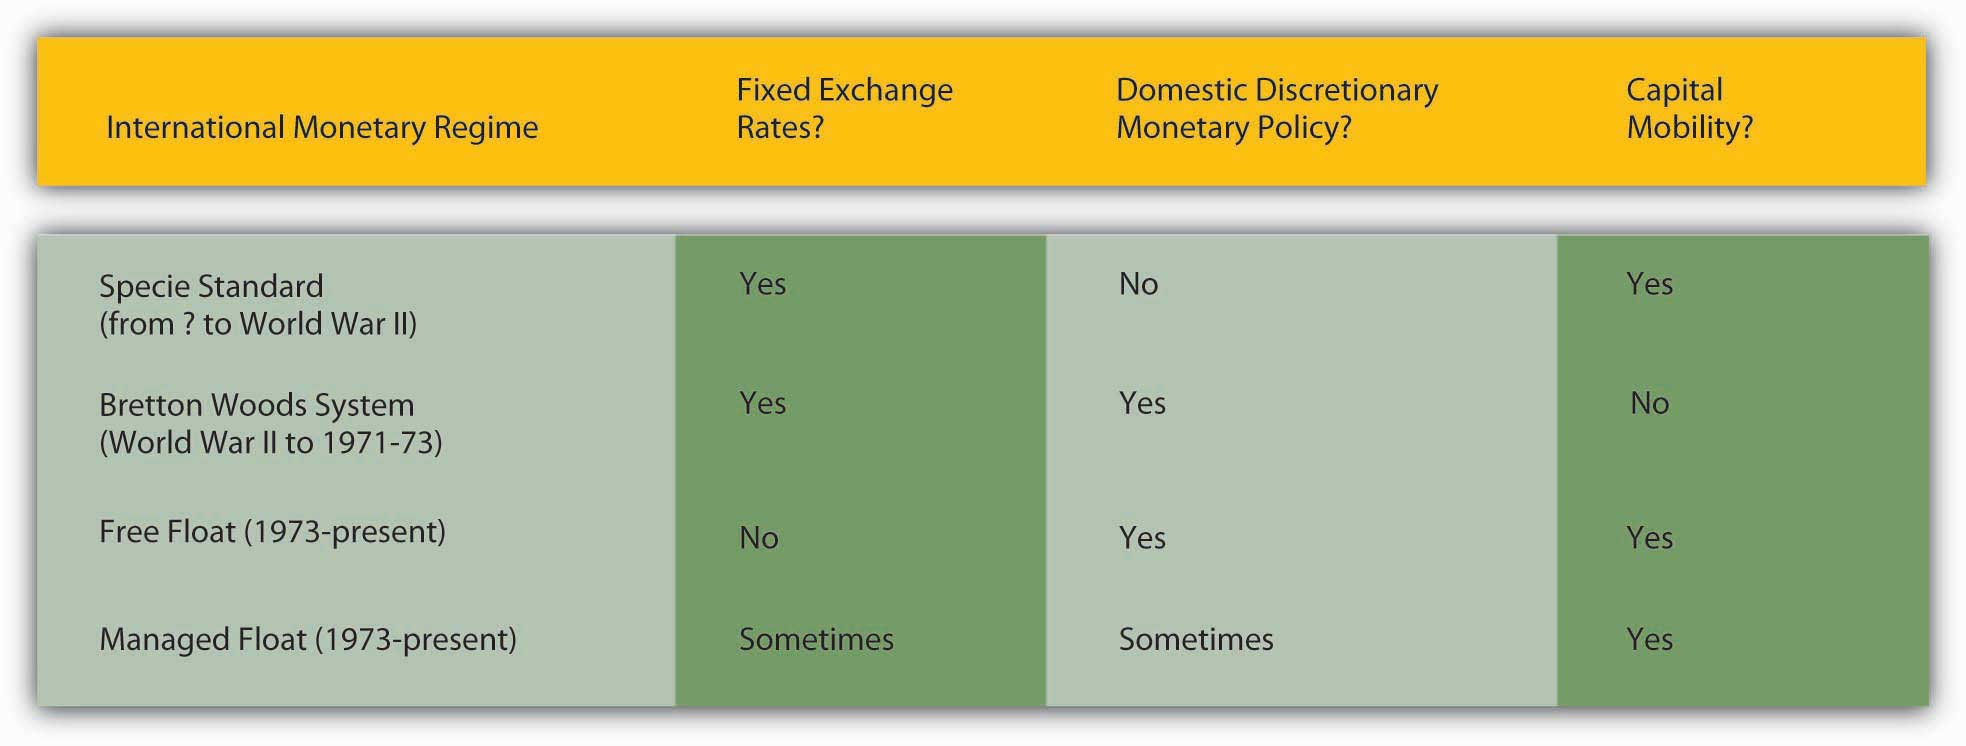 International Monetary Regime
Fixed Exchange
Rates?
Domestic Discretionary
Monetary Policy?
Capital
Mobility?
Specie Standard
(from ? to World War II)
Yes
No
Yes
Bretton Woods System
(World War II to 1971-73)
Yes
Yes
No
Free Float (1973-present)
No
Yes
Yes
Managed Float (1973-present)
Sometimes
Sometimes
Yes